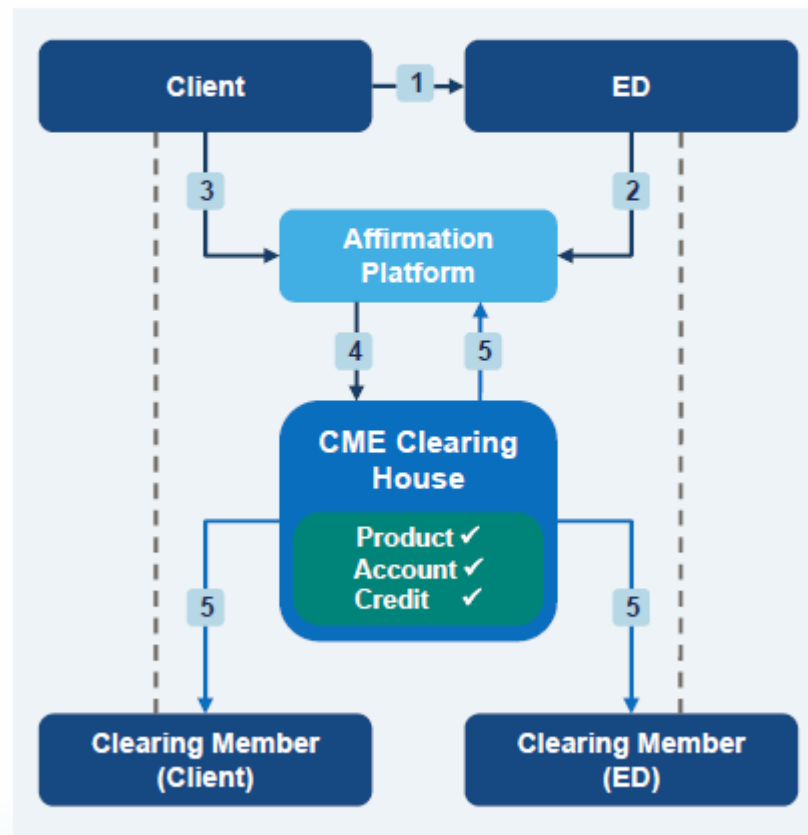 Client
1
ED
3
2
Affirmation
Platform
4
5
CME Clearing
House
Product ✓
Account ✓
Credit ✓
5
5
Clearing Member
(Client)
Clearing Member
(ED)